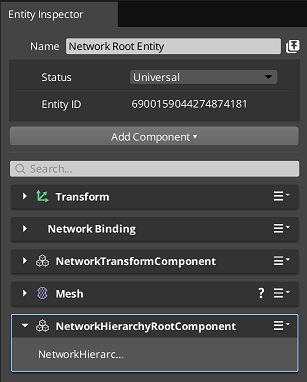 Entity Inspector
Name Network Root Entity
Status Universal
Entity ID 6900159044274874181
Add Component
Search...
Transform
Network Binding
NetworkTransformComponent
Mesh ?
NetworkHierarchyRootComponent
NetworkHierarc...